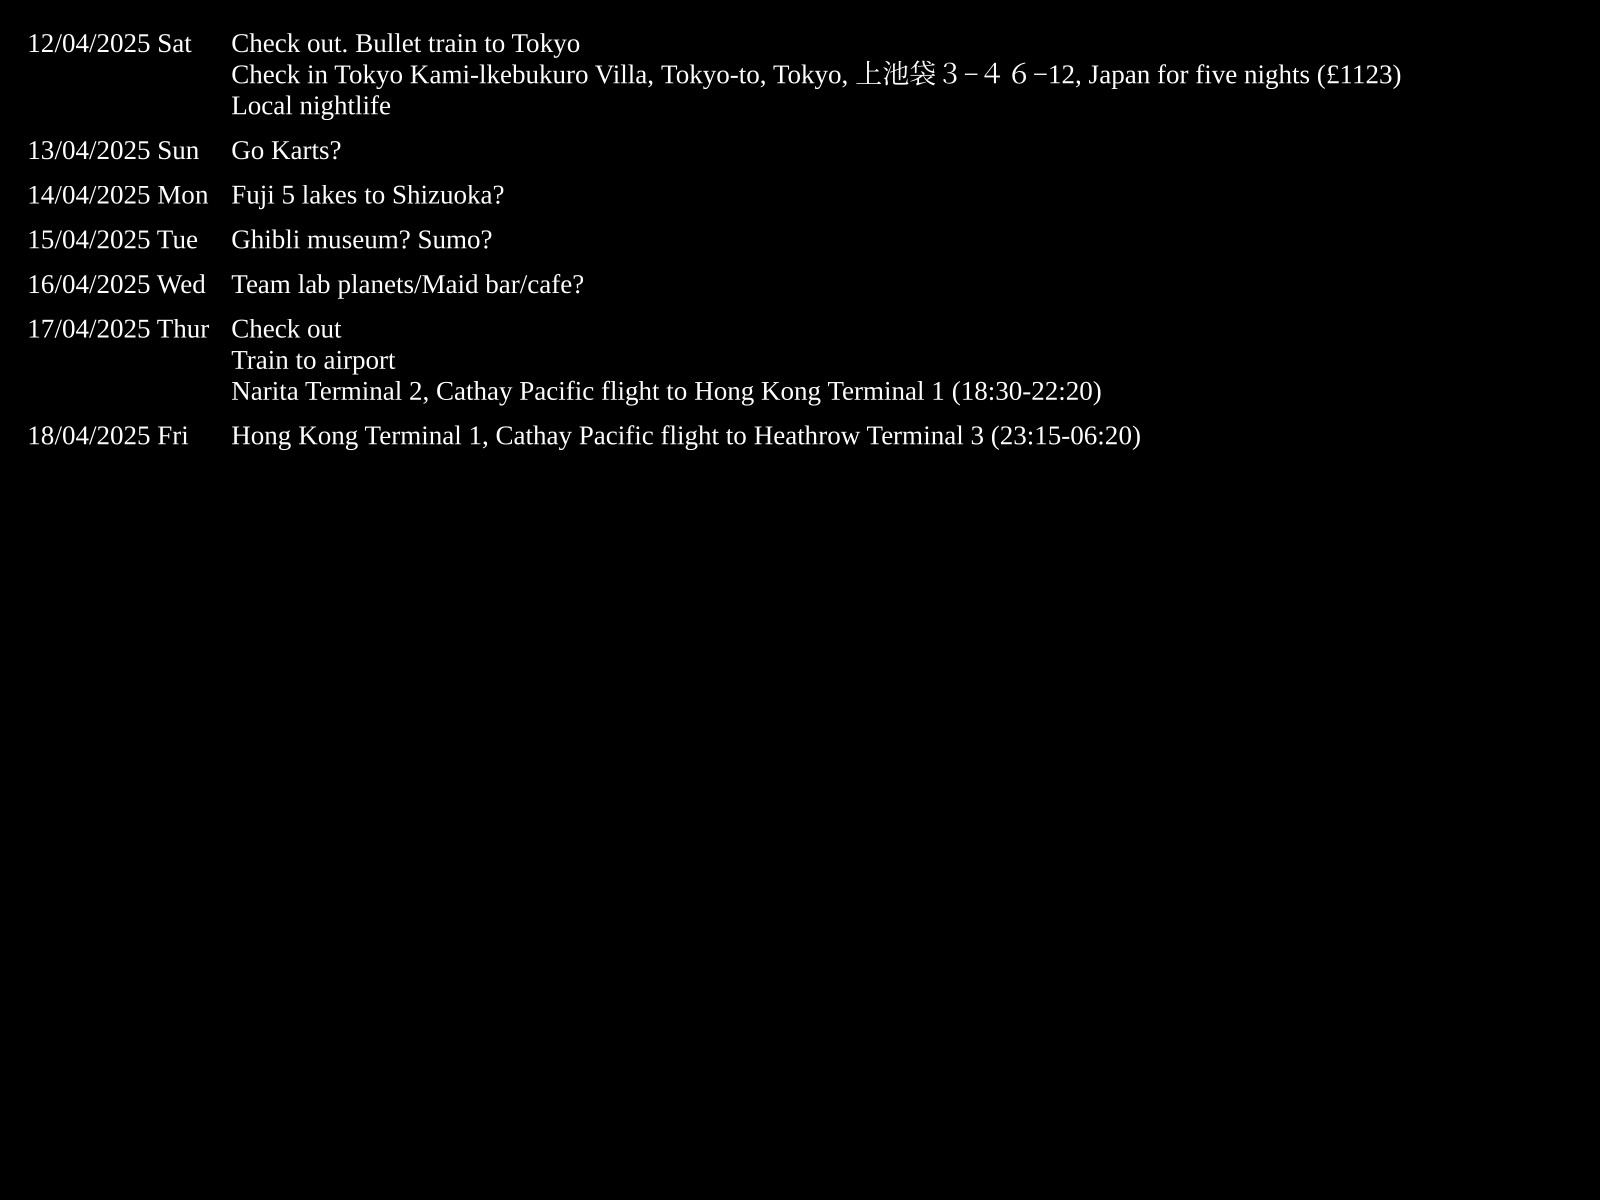 12/04/2025 Sat Check out. Bullet train to Tokyo
Check in Tokyo Kami-lkebukuro Villa, Tokyo-to, Tokyo, 上池袋３−４６−12, Japan for five nights (£1123)
Local nightlife
13/04/2025 Sun Go Karts?
14/04/2025 Mon Fuji 5 lakes to Shizuoka?
15/04/2025 Tue Ghibli museum? Sumo?
16/04/2025 Wed Team lab planets/Maid bar/cafe?
17/04/2025 Thur Check out
Train to airport
Narita Terminal 2, Cathay Pacific flight to Hong Kong Terminal 1 (18:30-22:20)
18/04/2025 Fri Hong Kong Terminal 1, Cathay Pacific flight to Heathrow Terminal 3 (23:15-06:20)